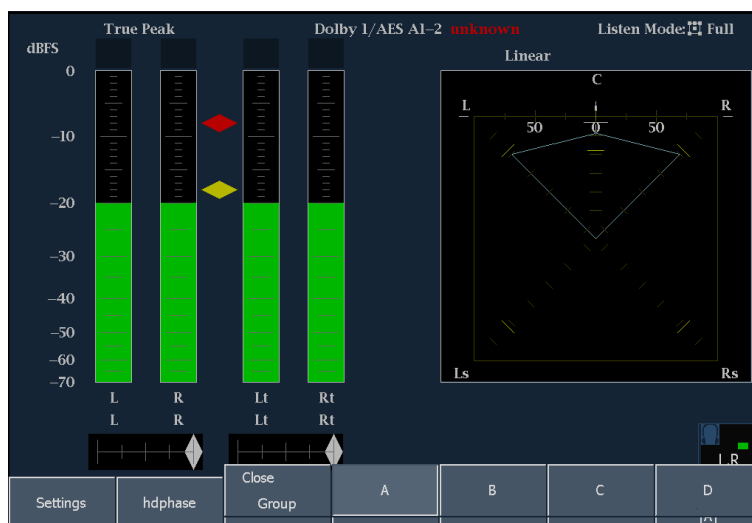 True Peak
Dolby 1/AES A1–2 unknown
Listen Mode: Full
dBFS
Linear
0
–10
–20
–30
–40
–50
–60
–70
C
L
R
50
0
50
Ls
Rs
L R Lt Rt
L R Lt Rt
L R
Settings
hdphase
Close
Group
A
B
C
D